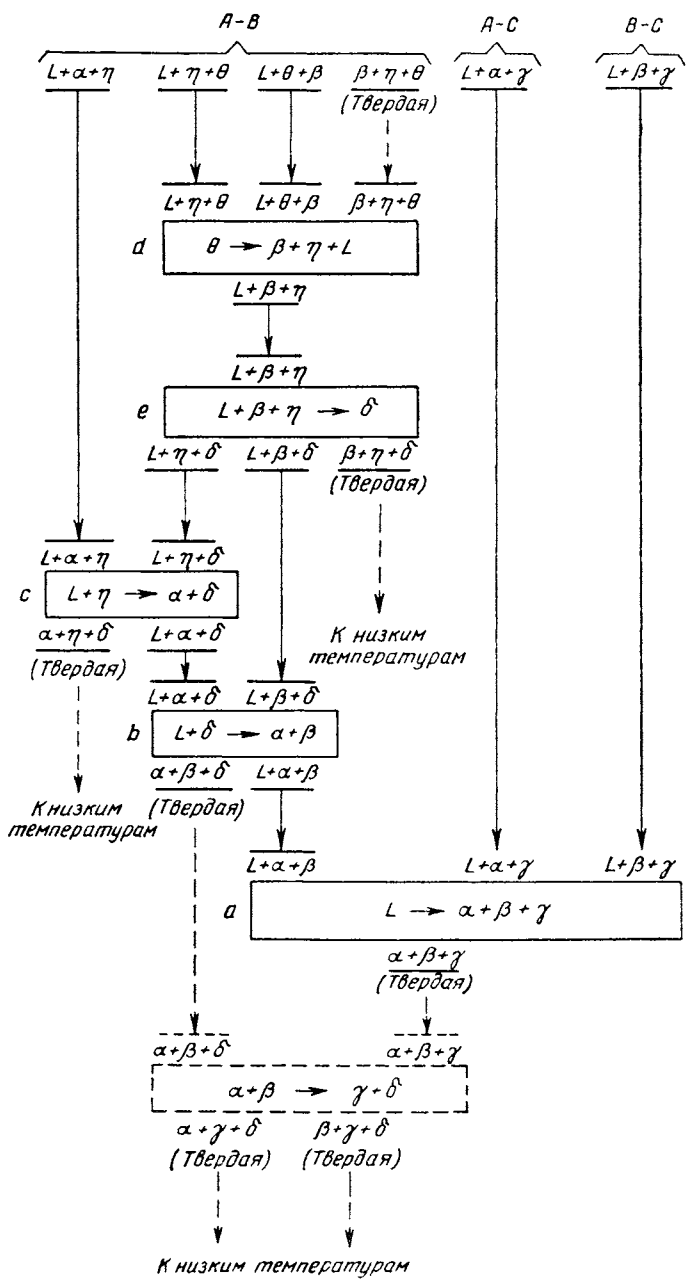 A-B A-C B-C
L+α+η L+η+θ L+θ+β β+η+θ L+α+γ L+β+γ
(Твердая)
L+η+θ L+θ+β β+η+θ
d θ → β+η+L
L+β+η
L+β+η
e L+β+η → δ
L+η+δ L+β+δ β+η+δ
(Твердая)
L+α+η L+η+δ
c L+η → α+δ
α+η+δ L+α+δ
(Твердая)
К низким
температурам
L+α+δ L+β+δ
b L+δ → α+β
α+β+δ L+α+β
(Твердая)
К низким
температурам
L+α+β L+α+γ L+β+γ
a L → α+β+γ
α+β+γ
(Твердая)
α+β+δ α+β+γ
α+β → γ+δ
α+γ+δ β+γ+δ
(Твердая) (Твердая)
К низким температурам